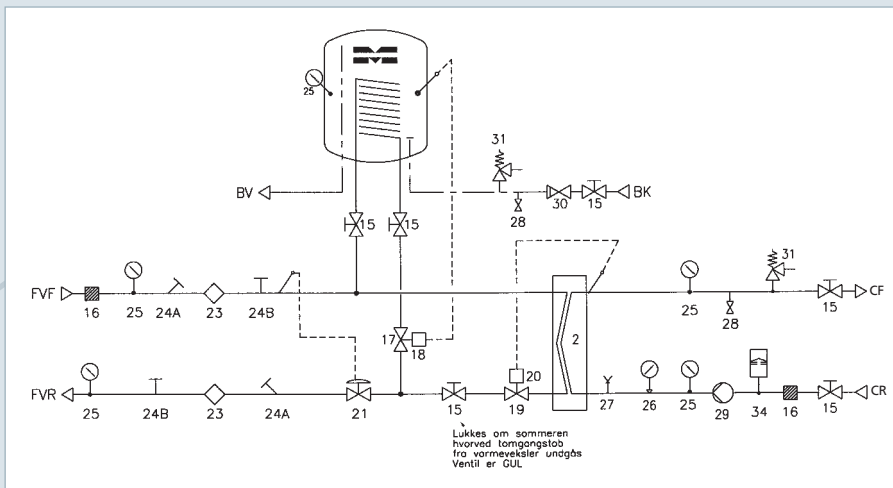 31
25
BV
15
15
28
30
15
BK
31
FVF
16
25
24A
23
24B
17
18
2
25
28
15
CF
20
FVR
25
24B
23
24A
21
15
19
27
26
25
29
34
16
15
CR
Lukkes om sommeren
hvorved tomgangstab
fra varmeveksler undgås
Ventil er GUL